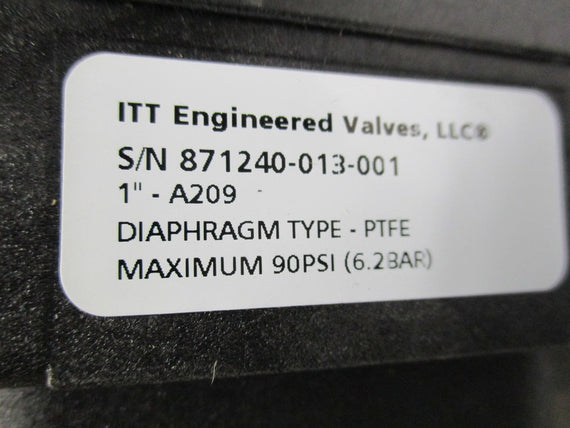 ITT Engineered Valves, LLC®
S/N 871240-013-001
1" - A209
DIAPHRAGM TYPE - PTFE
MAXIMUM 90PSI (6.2BAR)